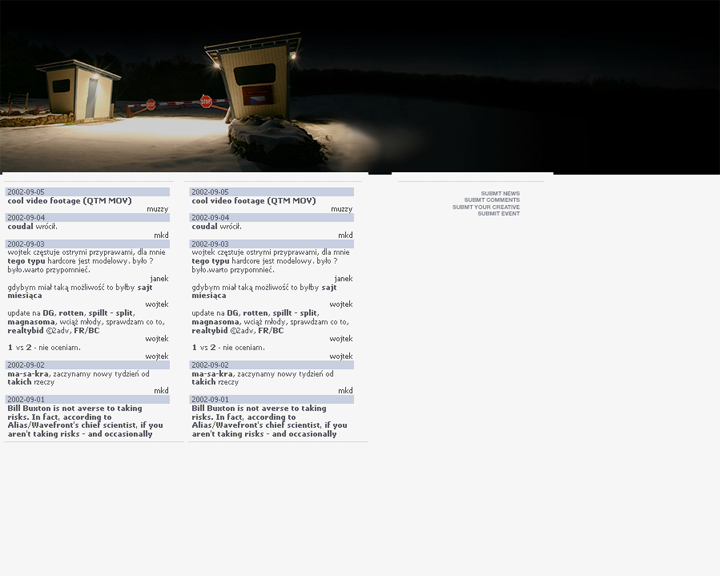 STOP
STOP
2002-09-05
cool video footage (QTM MOV)
muzzy
2002-09-04
coudal wrócił.
mkd
2002-09-03
wojtek częstuje ostrymi przyprawami, dla mnie
tego typu hardcore jest modelowy. było ?
było.warto przypomnieć.
janek
gdybym miał taką możliwość to byłby sajt
miesiąca
wojtek
update na DG, rotten, spillt - split,
magnasoma, wciąż młody, sprawdzam co to,
realtybid ©2adv, FR/BC
wojtek
1 vs 2 - nie oceniam.
wojtek
2002-09-02
ma-sa-kra, zaczynamy nowy tydzień od
takich rzeczy
mkd
2002-09-01
Bill Buxton is not averse to taking
risks. In fact, according to
Alias/Wavefront's chief scientist, if you
aren't taking risks - and occasionally
2002-09-05
cool video footage (QTM MOV)
muzzy
2002-09-04
coudal wrócił.
mkd
2002-09-03
wojtek częstuje ostrymi przyprawami, dla mnie
tego typu hardcore jest modelowy. było ?
było.warto przypomnieć.
janek
gdybym miał taką możliwość to byłby sajt
miesiąca
wojtek
update na DG, rotten, spillt - split,
magnasoma, wciąż młody, sprawdzam co to,
realtybid ©2adv, FR/BC
wojtek
1 vs 2 - nie oceniam.
wojtek
2002-09-02
ma-sa-kra, zaczynamy nowy tydzień od
takich rzeczy
mkd
2002-09-01
Bill Buxton is not averse to taking
risks. In fact, according to
Alias/Wavefront's chief scientist, if you
aren't taking risks - and occasionally
SUBMT NEWS
SUBMT COMMENTS
SUBMT YOUR CREATIVE
SUBMIT EVENT